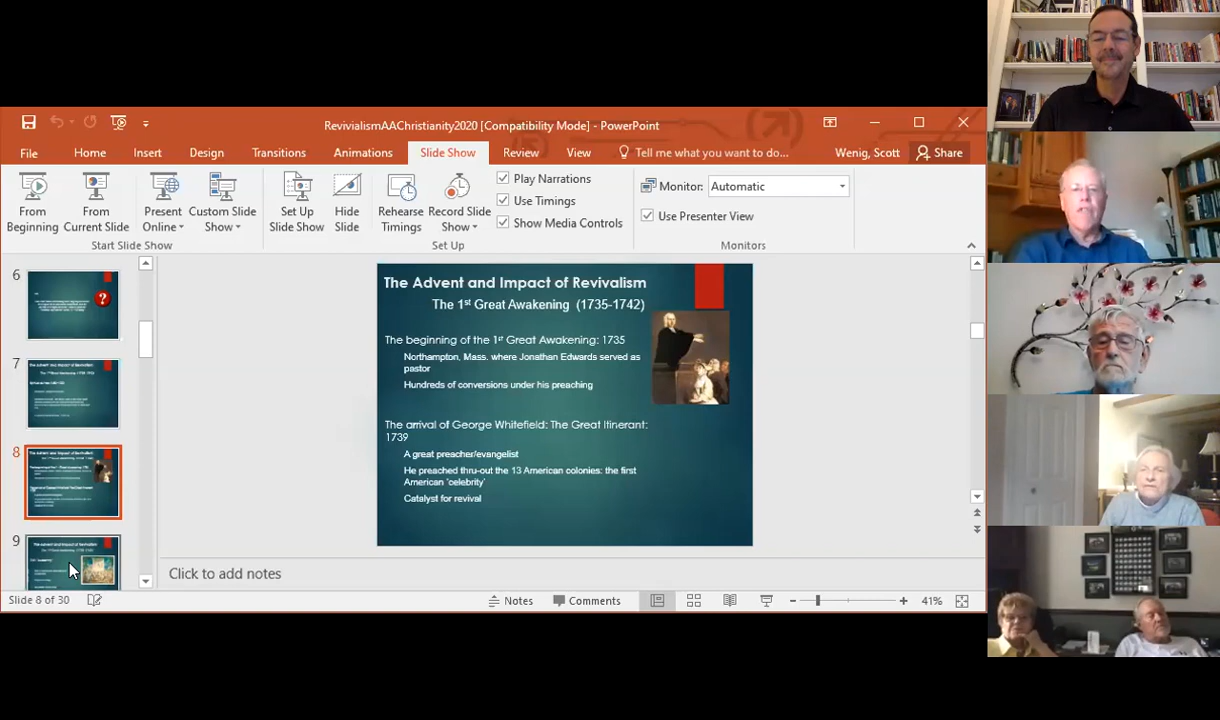 RevivialismAAChristianity2020 [Compatibility Mode] - PowerPoint
File Home Insert Design Transitions Animations Slide Show Review View Tell me what you want to do... Wenig, Scott Share
From Beginning
From Current Slide
Present Online
Custom Slide Show
Set Up Slide Show
Hide Slide
Rehearse Timings
Record Slide Show
Play Narrations
Use Timings
Show Media Controls
Monitor: Automatic
Use Presenter View
Start Slide Show Set Up Monitors
6
?
7
8
9
The Advent and Impact of Revivalism
The 1st Great Awakening (1735-1742)
The beginning of the 1st Great Awakening: 1735
Northampton, Mass. where Jonathan Edwards served as
pastor
Hundreds of conversions under his preaching
The arrival of George Whitefield: The Great Itinerant:
1739
A great preacher/evangelist
He preached thru-out the 13 American colonies: the first
American 'celebrity'
Catalyst for revival
Click to add notes
Slide 8 of 30 Notes Comments 41%